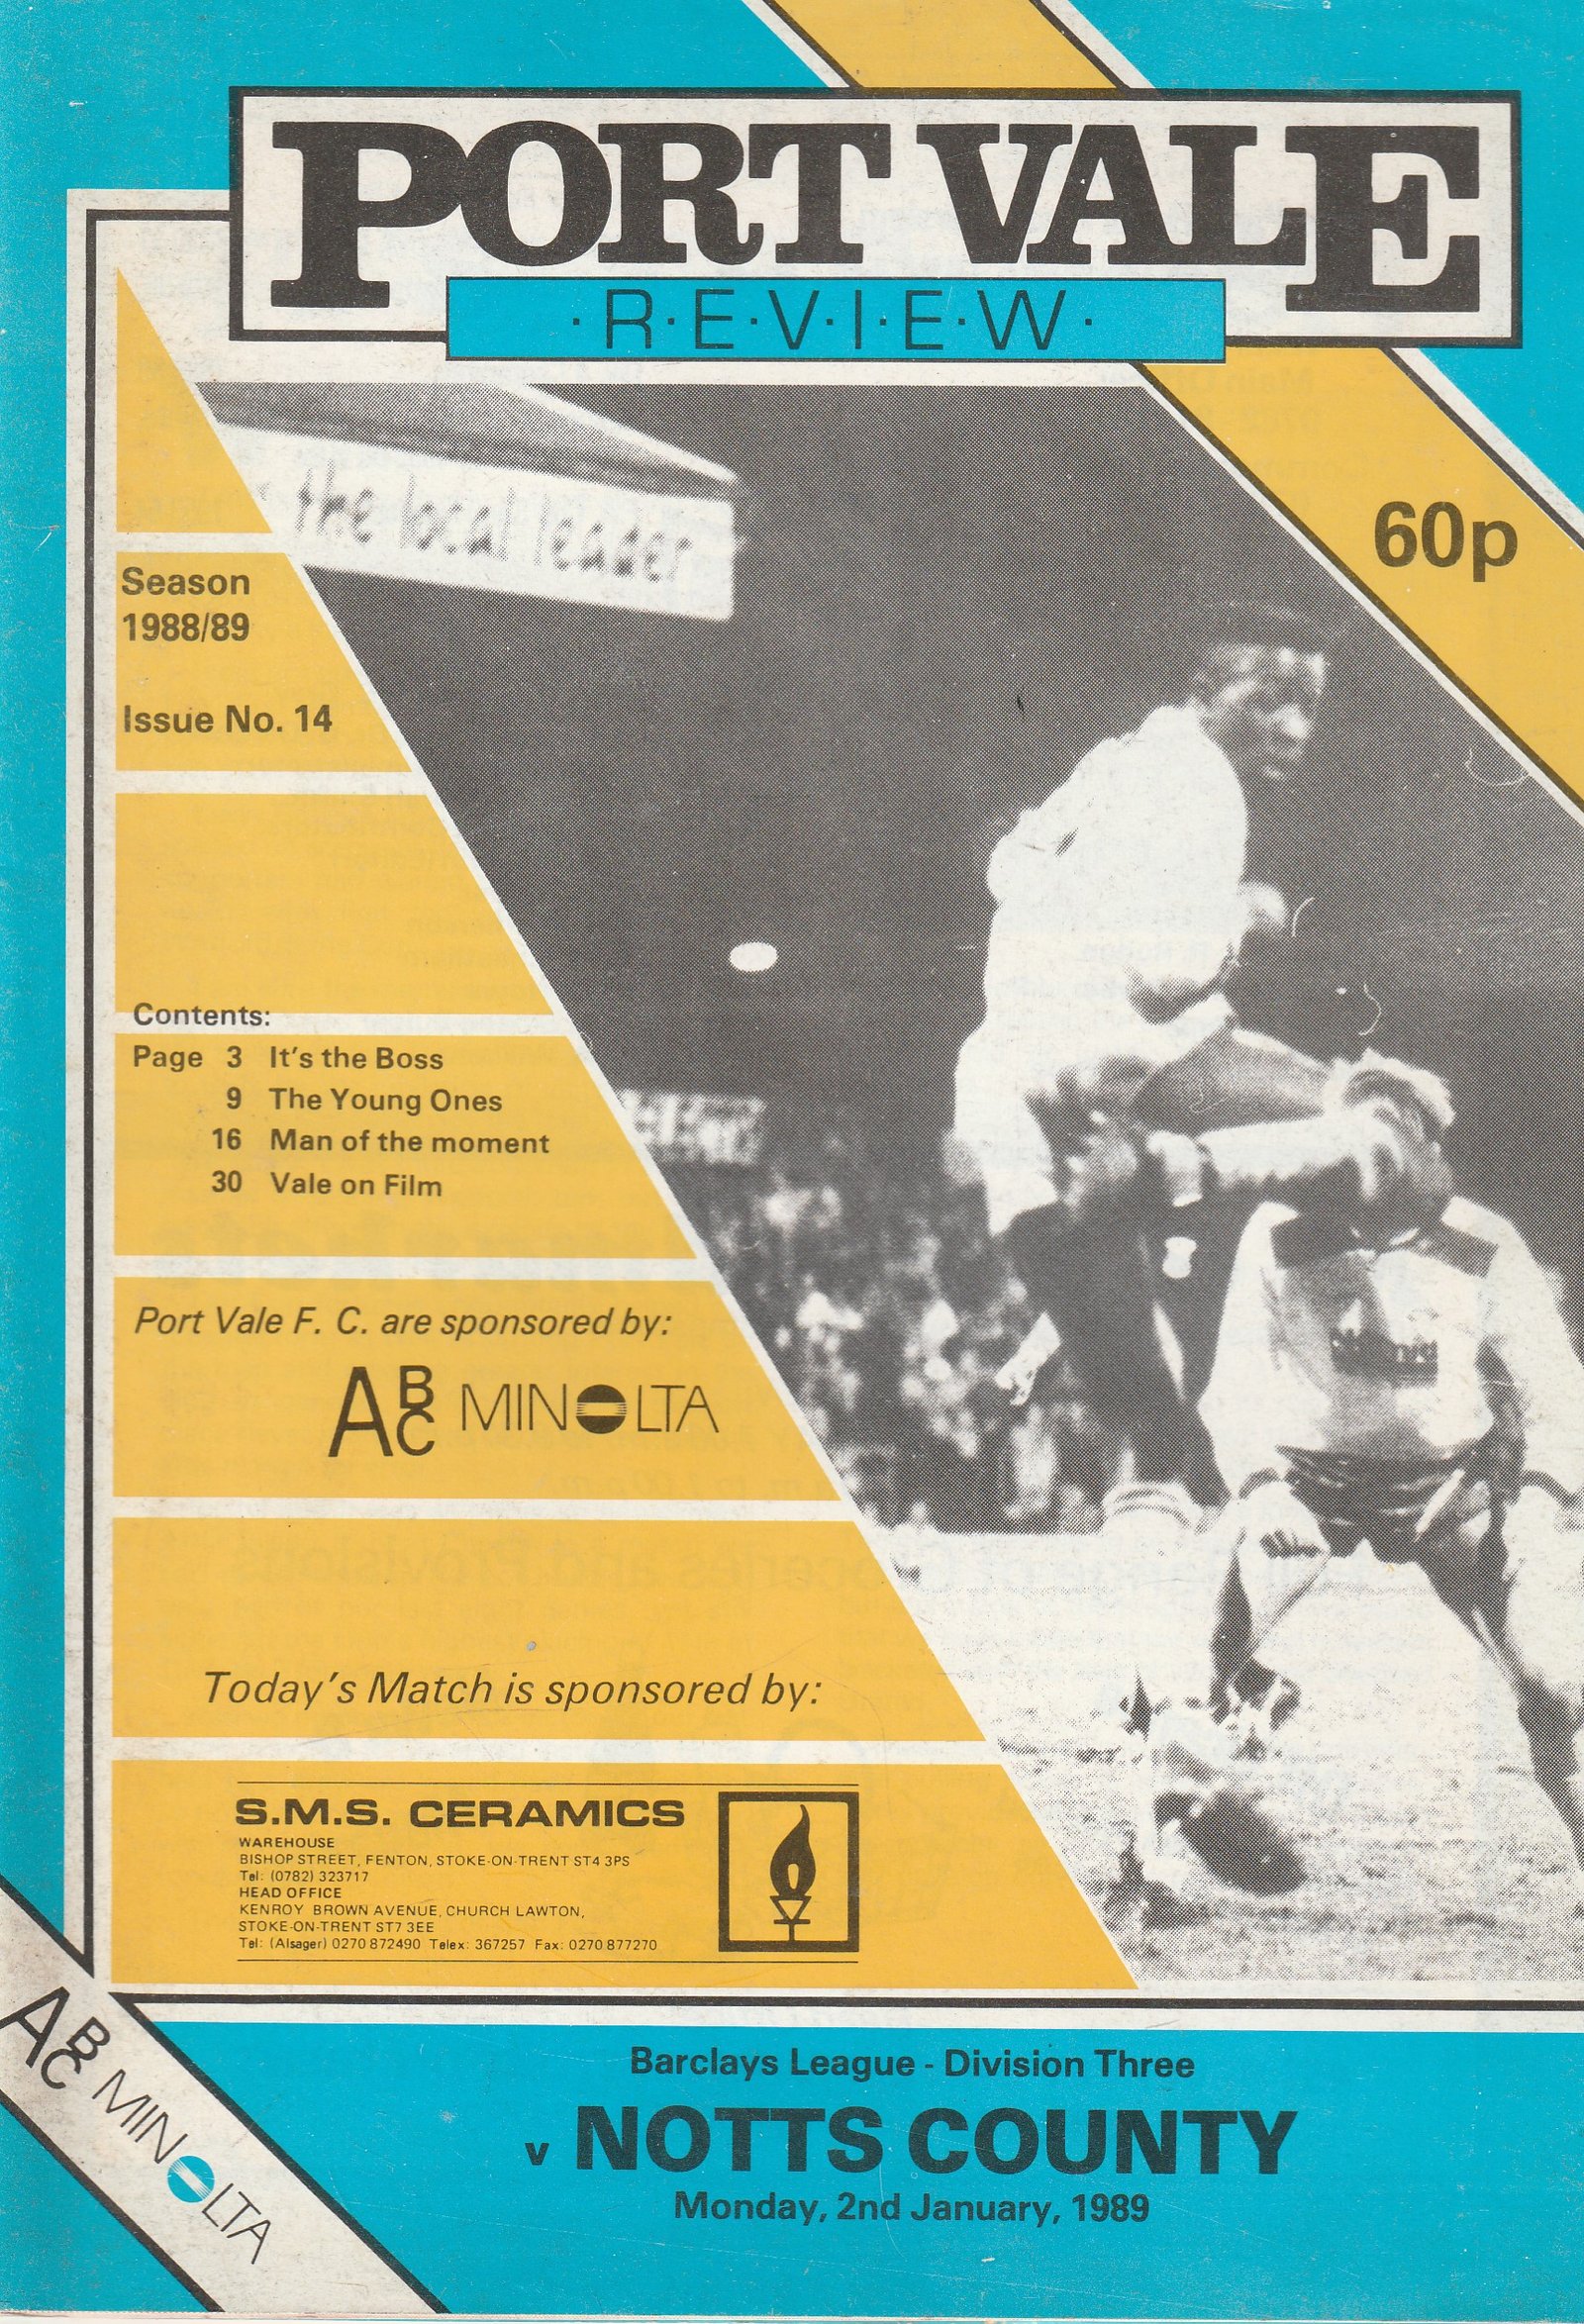 PORT VALE
·R·E·V·I·E·W·
the local leader
60p
Season
1988/89
Issue No. 14
Contents:
Page 3 It's the Boss
9 The Young Ones
16 Man of the moment
30 Vale on Film
Port Vale F. C. are sponsored by:
ABC MINOLTA
Today's Match is sponsored by:
S.M.S. CERAMICS
WAREHOUSE
BISHOP STREET, FENTON, STOKE-ON-TRENT ST4 3PS
Tel: (0782) 323717
HEAD OFFICE
KENROY BROWN AVENUE, CHURCH LAWTON,
STOKE-ON-TRENT ST7 3EE
Tel: (Alsager) 0270 872490 Telex: 367257 Fax: 0270 877270
ABC MINOLTA
Barclays League - Division Three
v NOTTS COUNTY
Monday, 2nd January, 1989